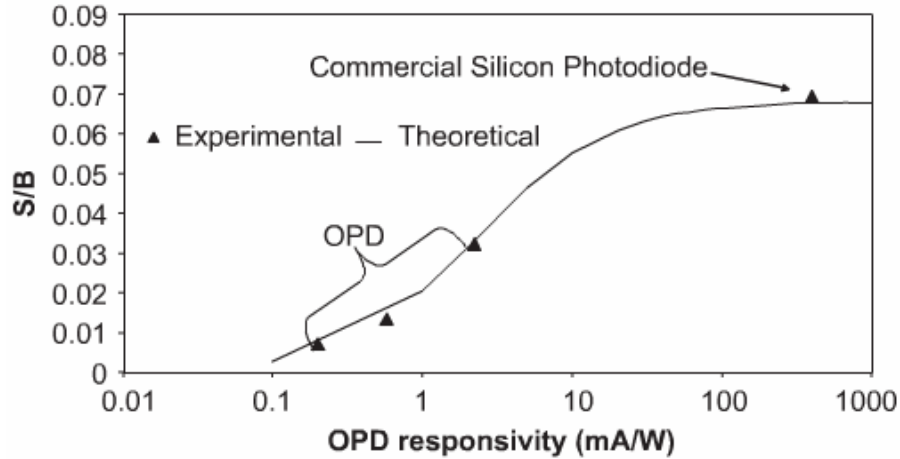 0.09
0.08
Commercial Silicon Photodiode
0.07
0.06
▲ Experimental — Theoretical
0.05
S/B
0.04
OPD
0.03
0.02
0.01
0
0.01 0.1 1 10 100 1000
OPD responsivity (mA/W)